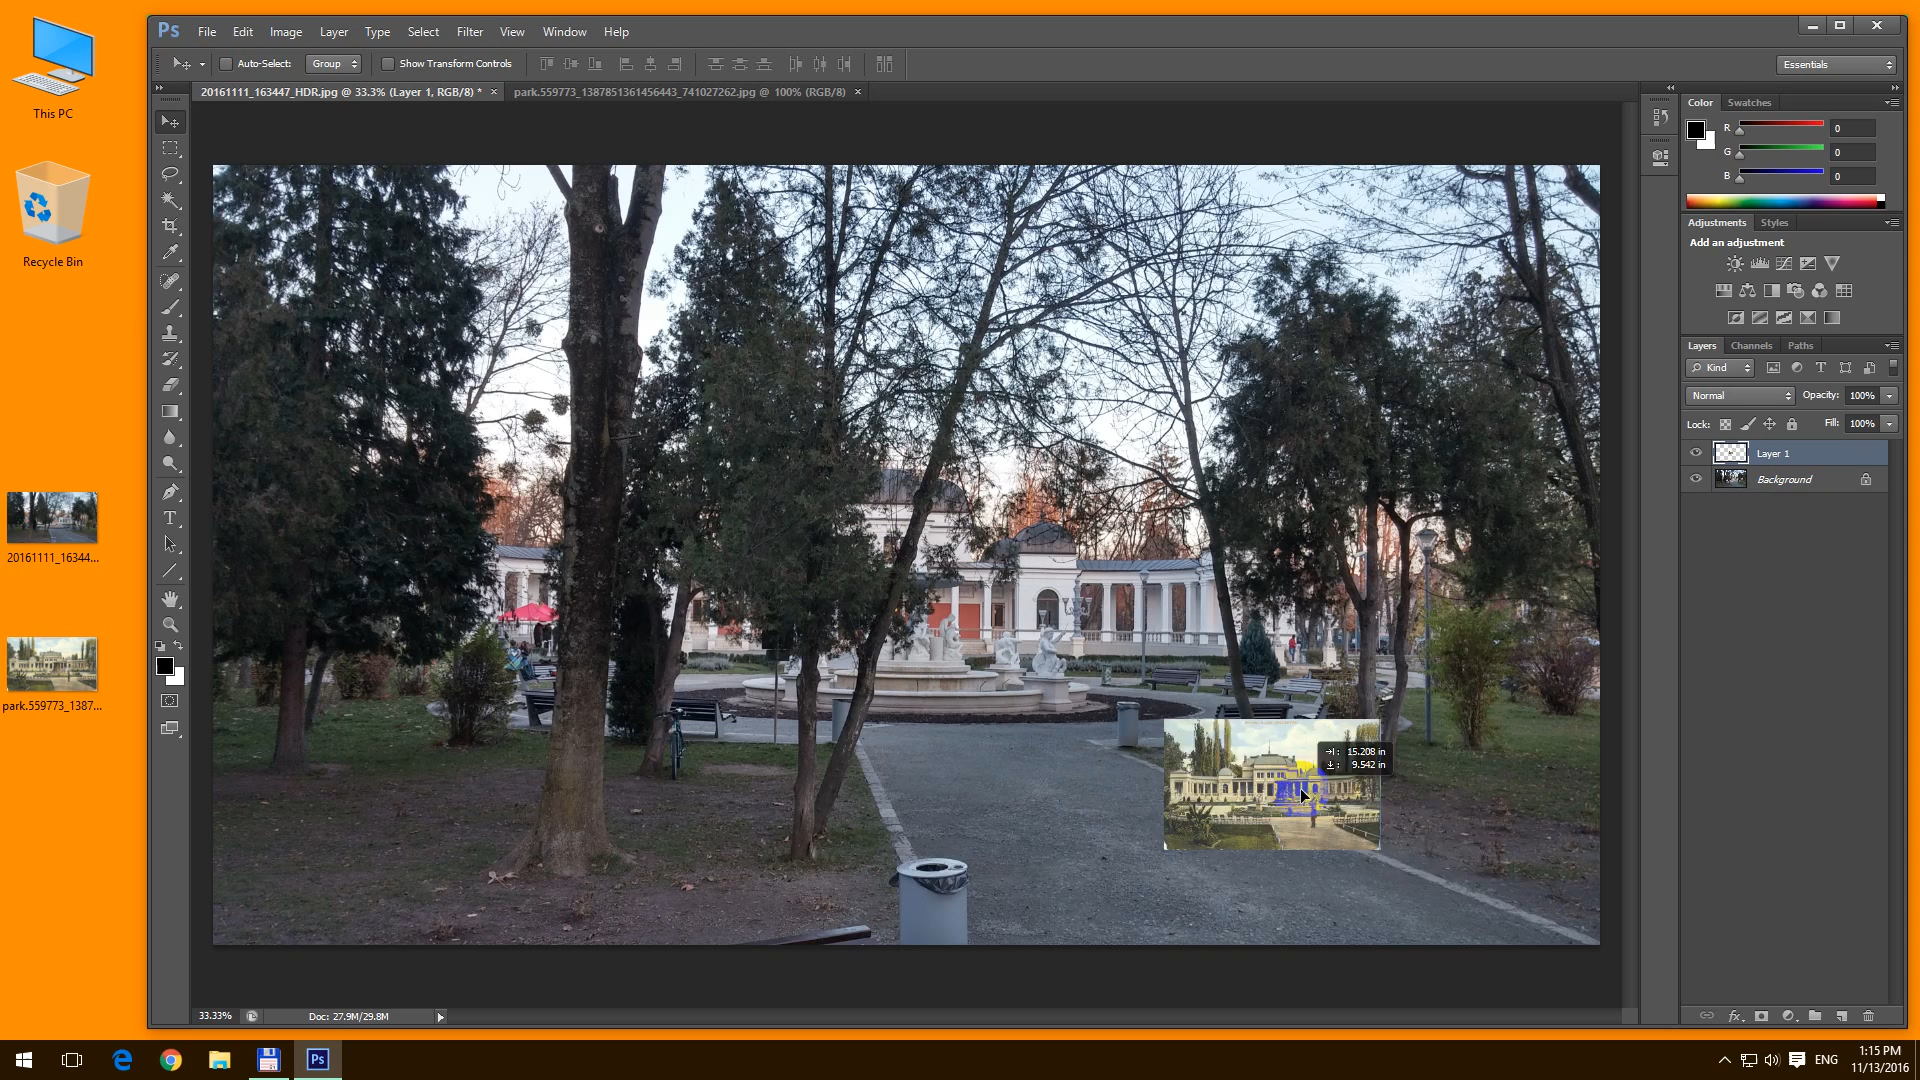 This PC
Recycle Bin
20161111_16344...
park.559773_1387...
Ps
File Edit Image Layer Type Select Filter View Window Help
Auto-Select: Group Show Transform Controls Essentials
20161111_163447_HDR.jpg @ 33.3% (Layer 1, RGB/8) * × park.559773_1387851361456443_741027262.jpg @ 100% (RGB/8) ×
Color Swatches
R 0
G 0
B 0
Adjustments Styles
Add an adjustment
Layers Channels Paths
Kind
Normal Opacity: 100%
Lock: Fill: 100%
Layer 1
Background
15.208 in
9.542 in
33.33% Doc: 27.9M/29.8M
fx
Ps
ENG
1:15 PM
11/13/2016